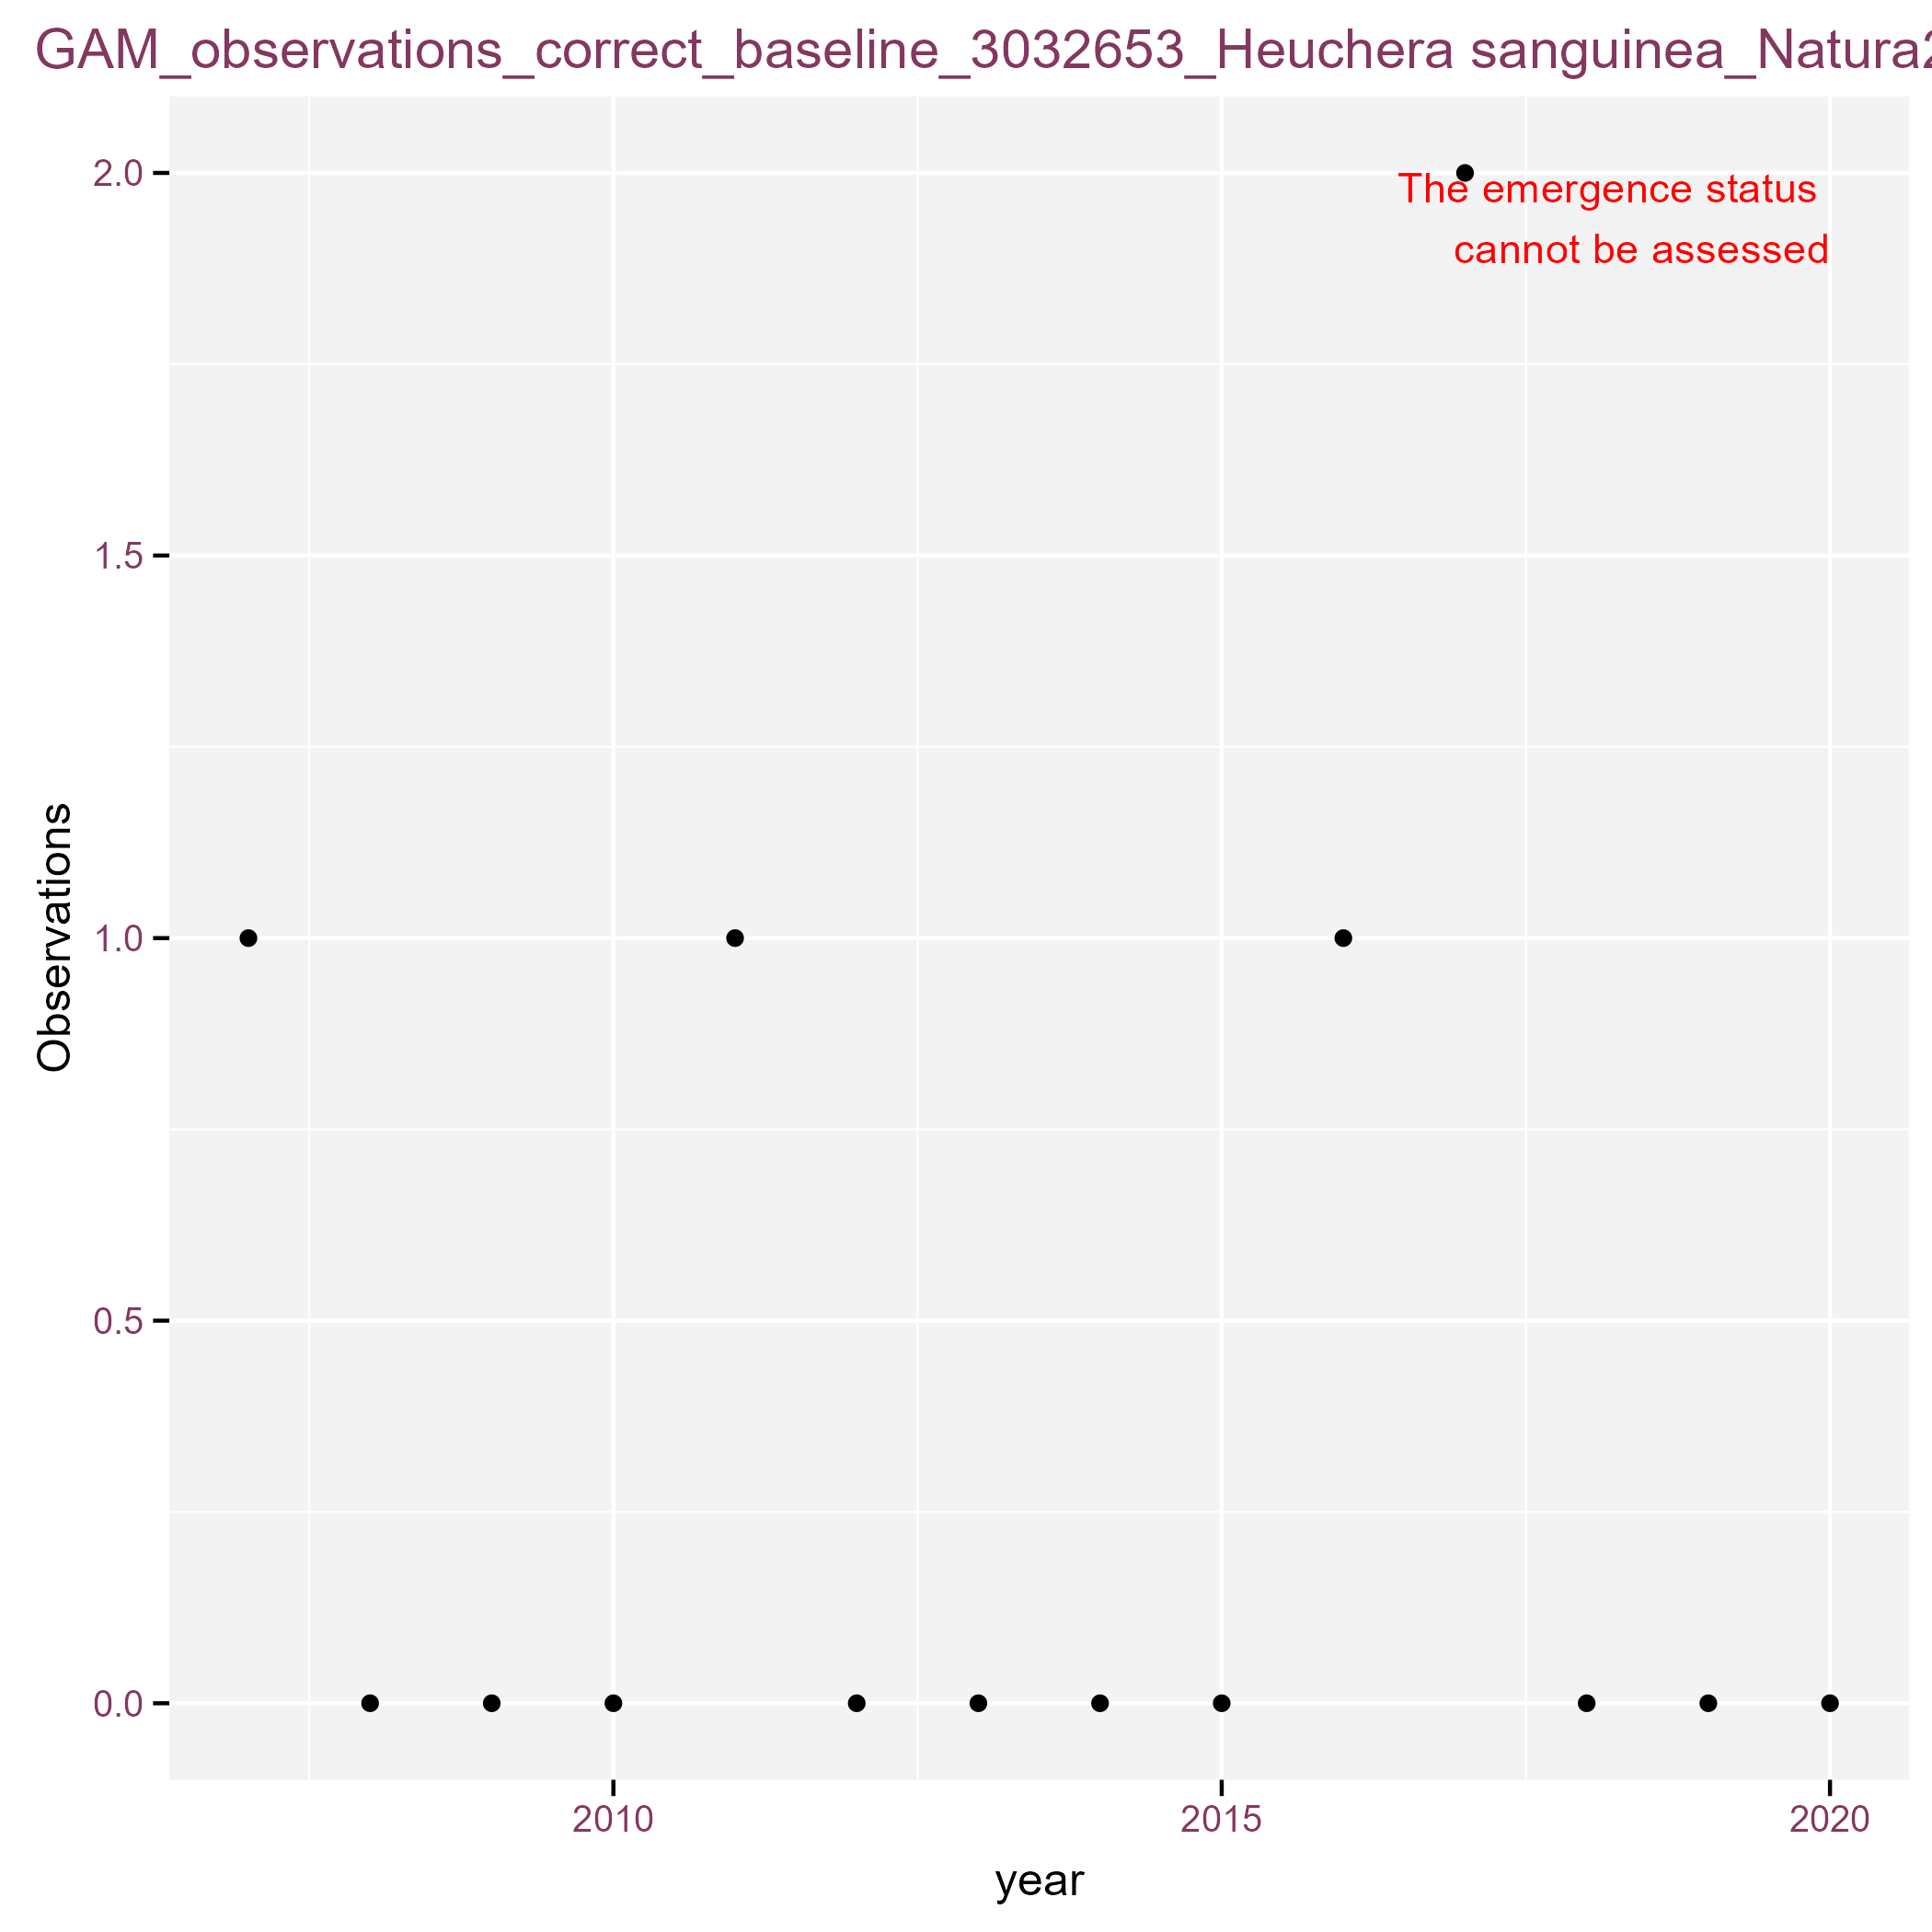 GAM_observations_correct_baseline_3032653_Heuchera sanguinea_Natura2
2.0
The emergence status
cannot be assessed
1.5
Observations
1.0
0.5
0.0
2010 2015 2020
year